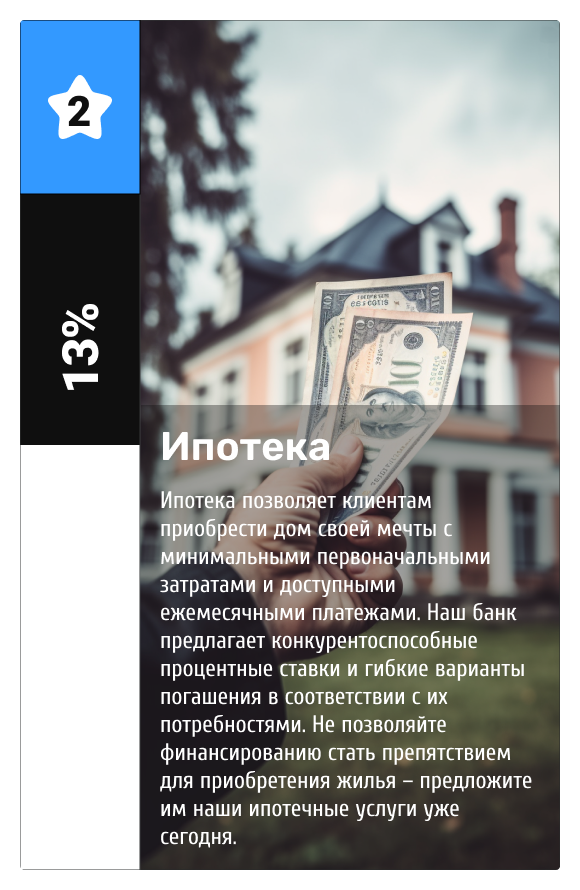 2
13%
Ипотека
Ипотека позволяет клиентам
приобрести дом своей мечты с
минимальными первоначальными
затратами и доступными
ежемесячными платежами. Наш банк
предлагает конкурентоспособные
процентные ставки и гибкие варианты
погашения в соответствии с их
потребностями. Не позволяйте
финансированию стать препятствием
для приобретения жилья – предложите
им наши ипотечные услуги уже
сегодня.